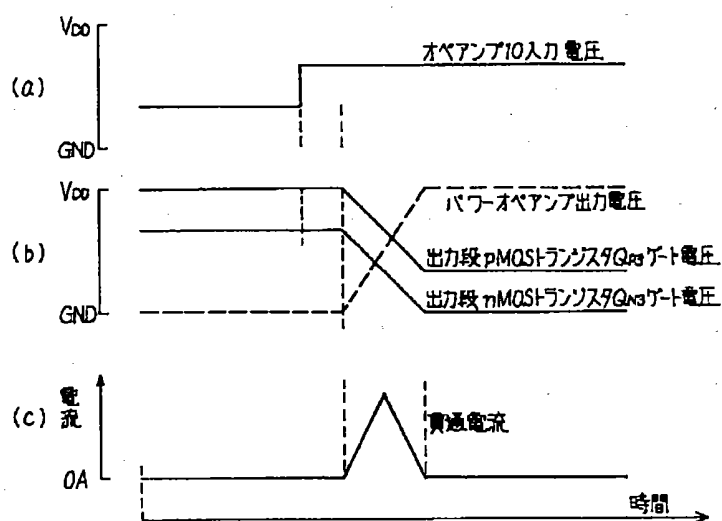 VDD
オペアンプ10入力電圧
(a)
GND
VDD
パワーオペアンプ出力電圧
(b)
出力段pMOSトランジスタQP3ゲート電圧
出力段nMOSトランジスタQN3ゲート電圧
GND
電流
(c)
貫通電流
0A
時間